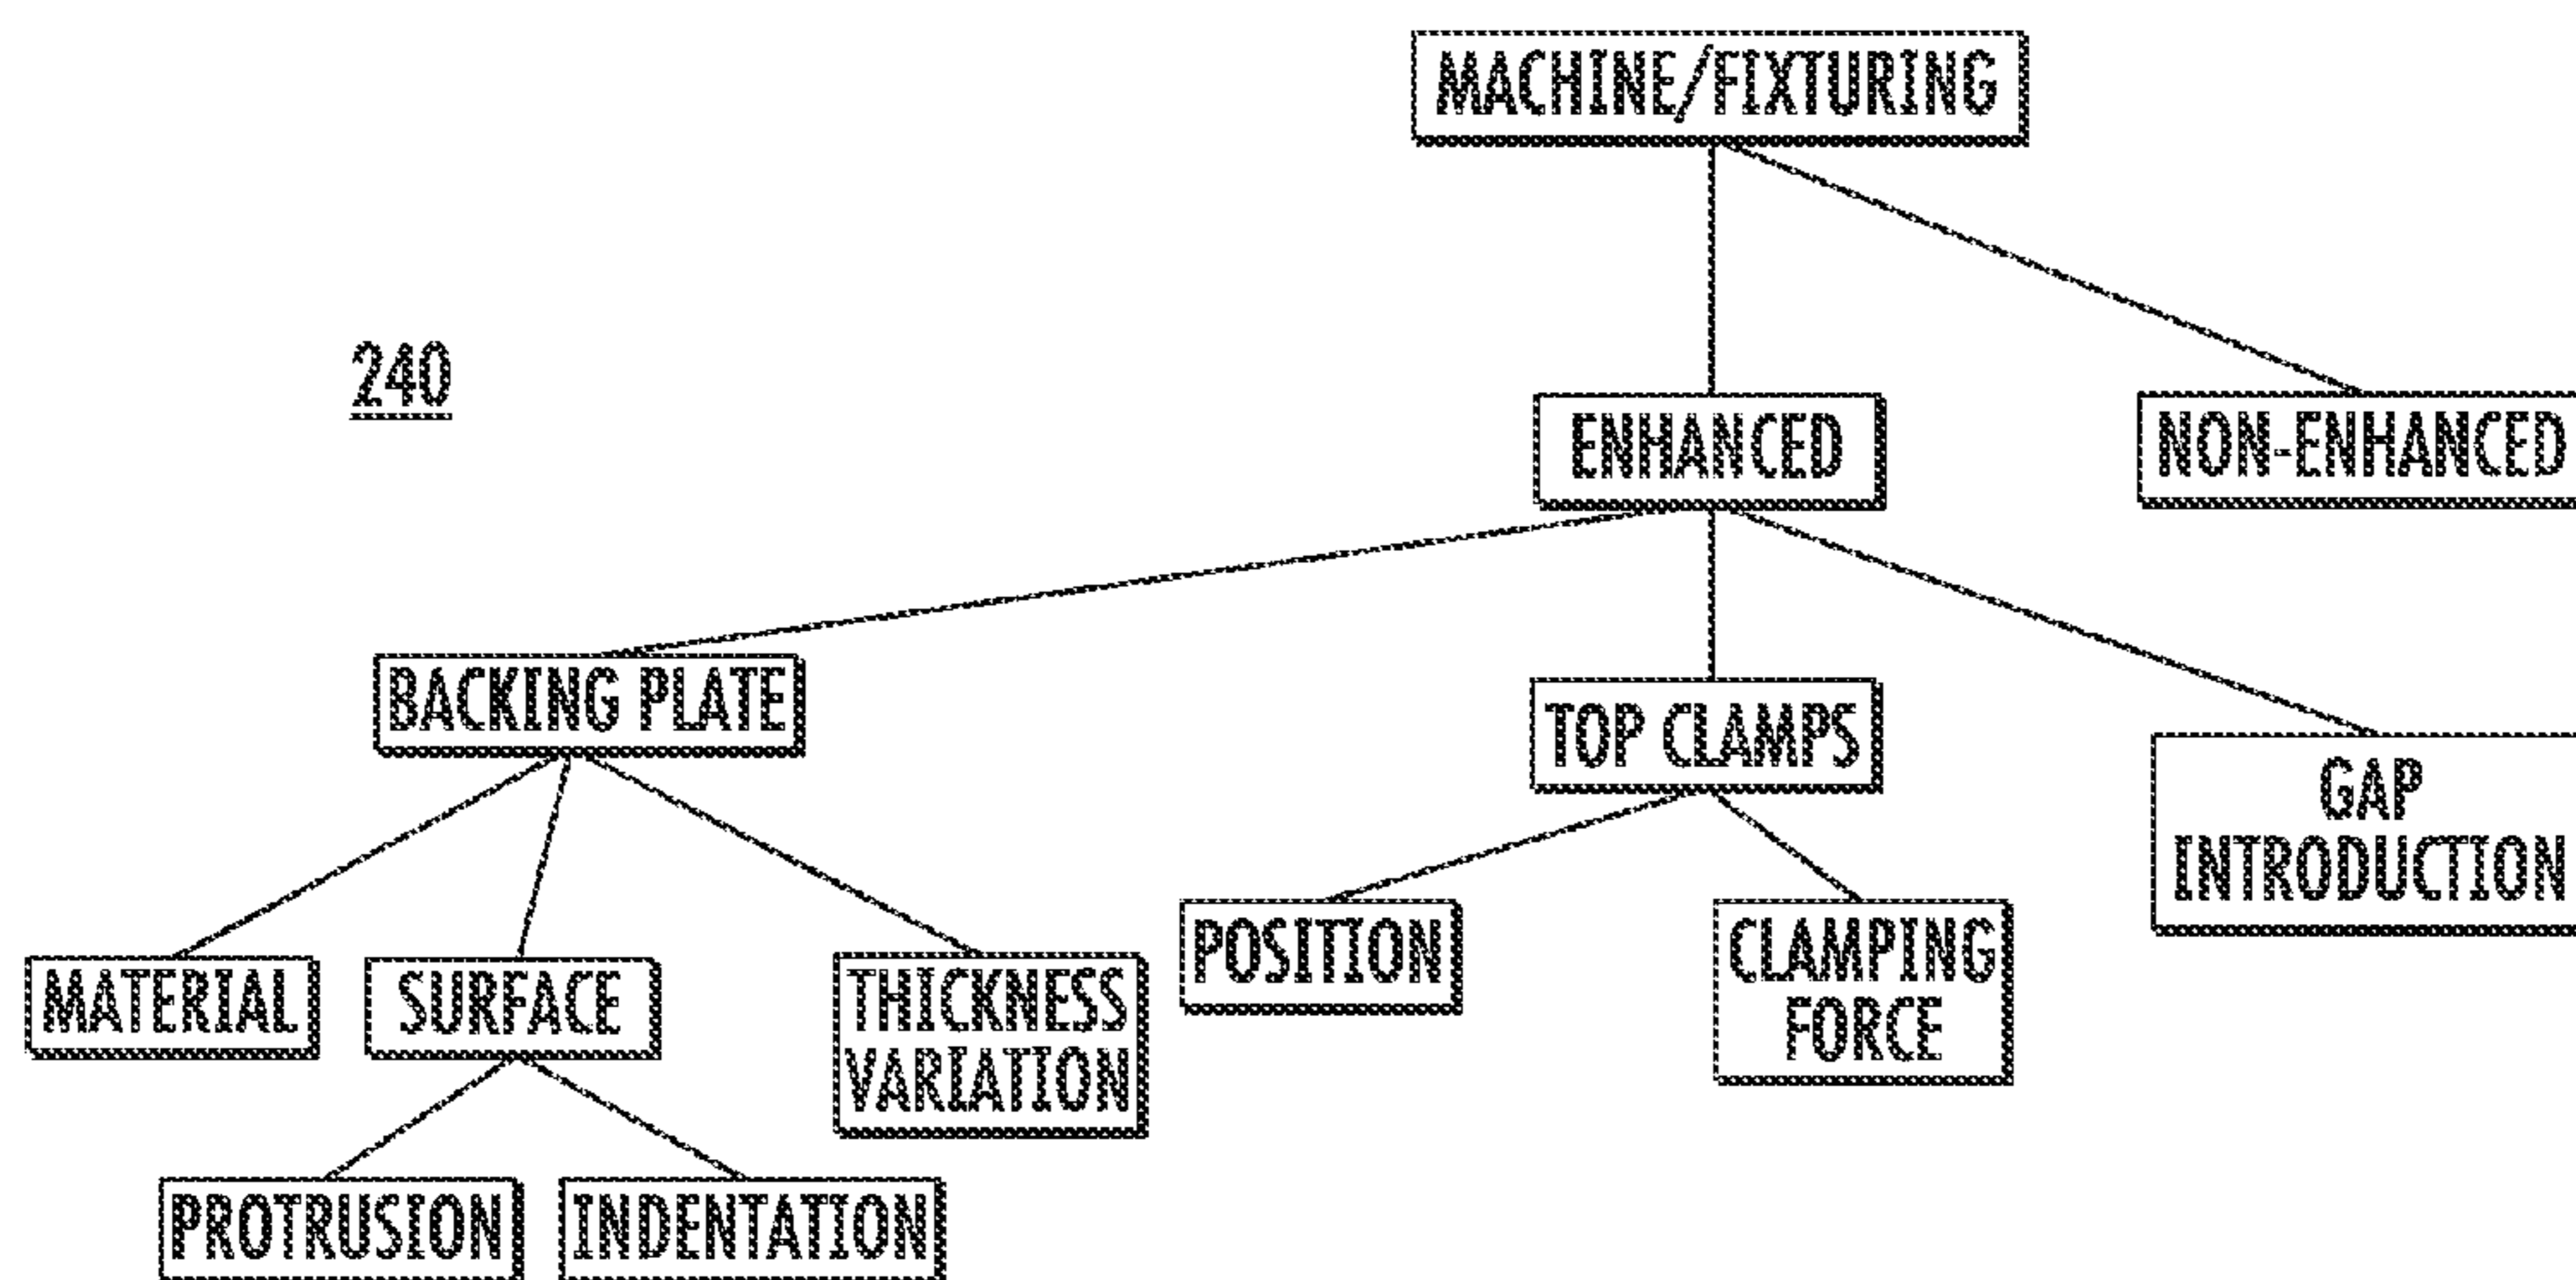 MACHINE/FIXTURING
240
ENHANCED
NON-ENHANCED
BACKING PLATE
TOP CLAMPS
GAP
INTRODUCTION
MATERIAL
SURFACE
THICKNESS
VARIATION
POSITION
CLAMPING
FORCE
PROTRUSION
INDENTATION